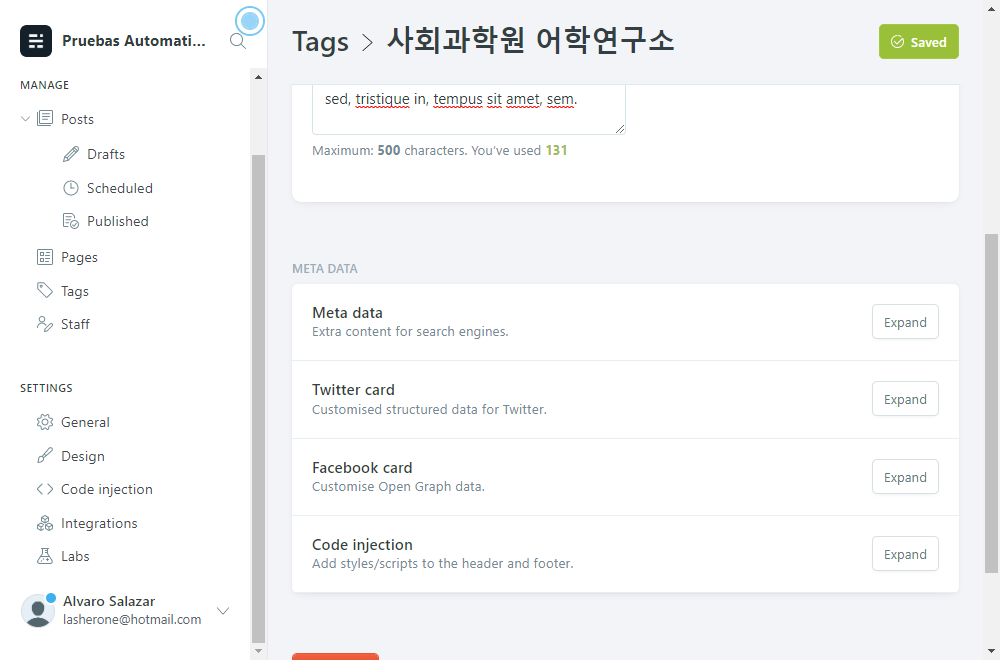 Pruebas Automati...
MANAGE
Posts
Drafts
Scheduled
Published
Pages
Tags
Staff
SETTINGS
General
Design
Code injection
Integrations
Labs
Alvaro Salazar
lasherone@hotmail.com
Tags > 사회과학원 어학연구소
Saved
sed, tristique in, tempus sit amet, sem.
Maximum: 500 characters. You've used 131
META DATA
Meta data
Extra content for search engines.
Expand
Twitter card
Customised structured data for Twitter.
Expand
Facebook card
Customise Open Graph data.
Expand
Code injection
Add styles/scripts to the header and footer.
Expand